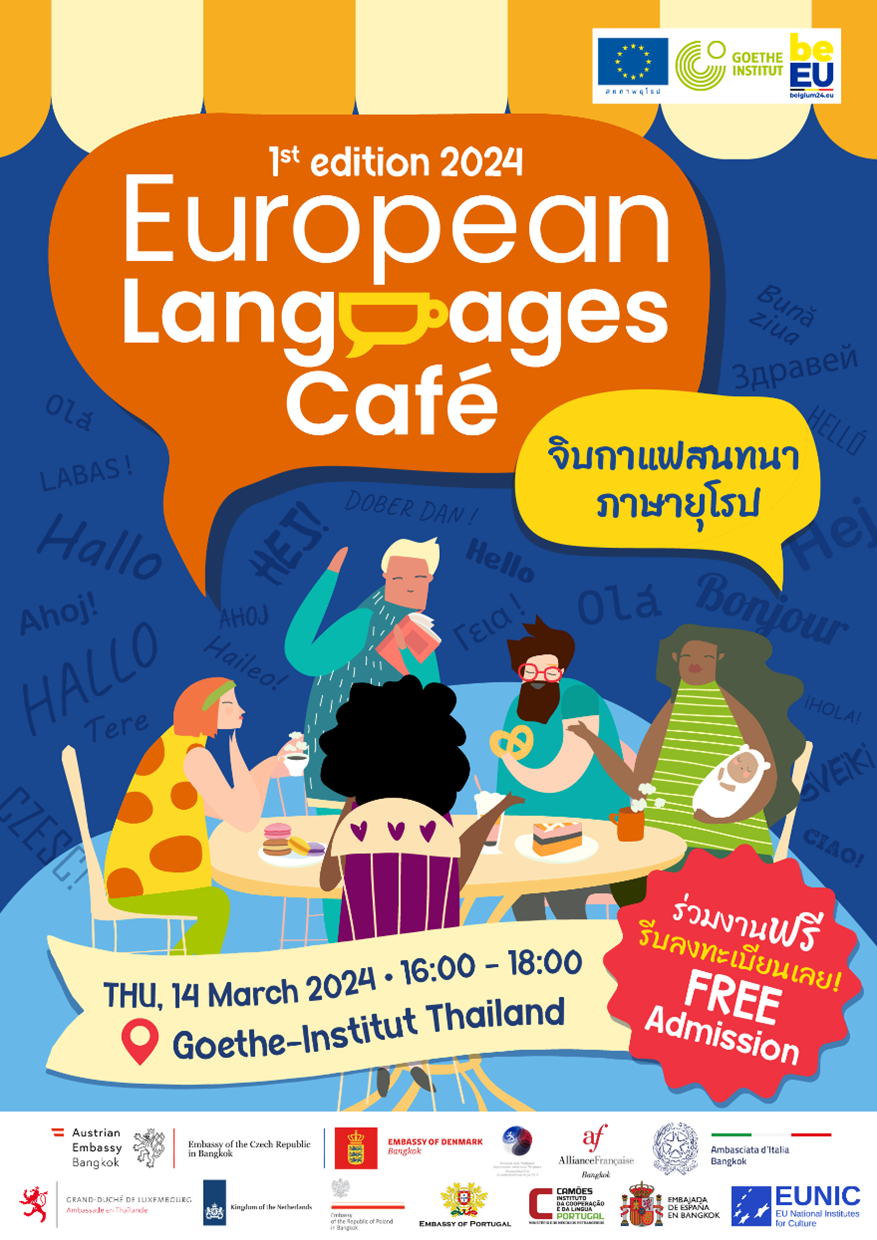 สหภาพยุโรป
GOETHE
INSTITUT
be
EU
belgium24.eu
1st edition 2024
European
Languages
Café
จิบกาแฟสนทนา
ภาษายุโรป
Bună
ziua
Здравей
HELLÓ
Olá
LABAS!
DOBER DAN!
Hallo
HEJ!
Hello
Hej
Ahoj!
AHOJ
Γεια!
Olá
Bonjour
HALLO
Haileo!
Tere
¡HOLA!
SVEIKI
CZEŚĆ!
CIAO!
ร่วมงานฟรี
รีบลงทะเบียนเลย!
FREE
Admission
THU, 14 March 2024 • 16:00 - 18:00
Goethe-Institut Thailand
Austrian
Embassy
Bangkok
Embassy of the Czech Republic
in Bangkok
EMBASSY OF DENMARK
Bangkok
af
AllianceFrançaise
Bangkok
Ambasciata d'Italia
Bangkok
GRAND-DUCHÉ DE LUXEMBOURG
Ambassade en Thaïlande
Kingdom of the Netherlands
Embassy
of the Republic of Poland
in Bangkok
EMBASSY OF PORTUGAL
CAMÕES
INSTITUTO
DA COOPERAÇÃO
E DA LÍNGUA
PORTUGAL
MINISTÉRIO DOS NEGÓCIOS ESTRANGEIROS
EMBAJADA
DE ESPAÑA
EN BANGKOK
EUNIC
EU National Institutes
for Culture